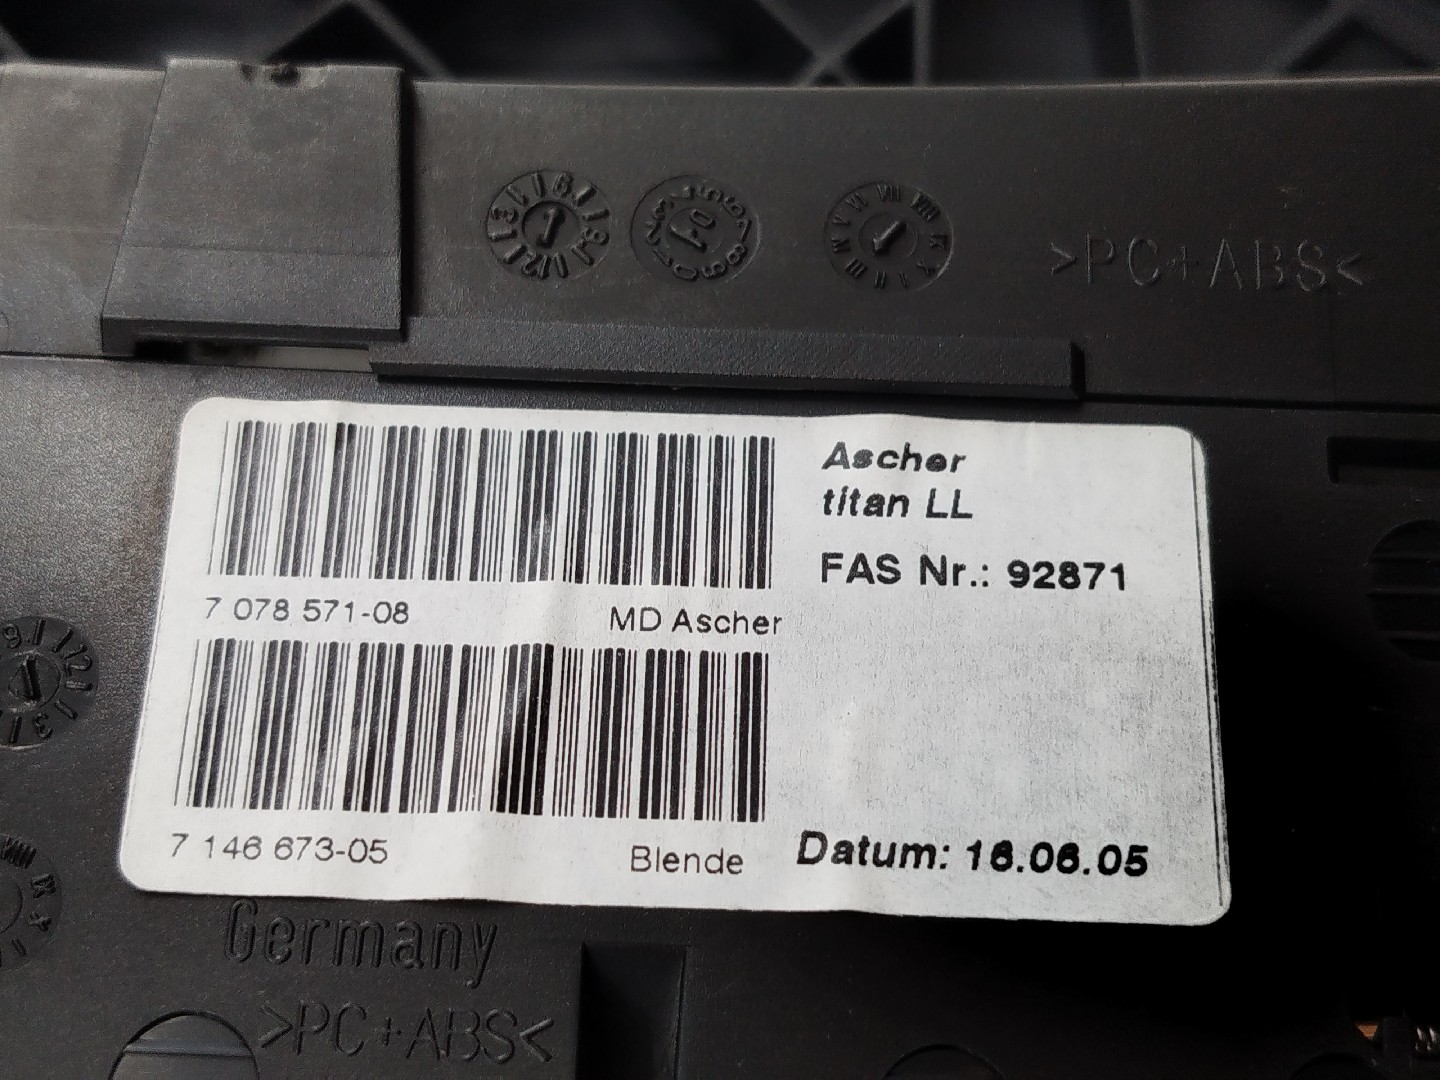 >PC+ABS<
Ascher
titan LL
FAS Nr.: 92871
7 078 571-08
MD Ascher
7 146 673-05
Blende
Datum: 16.06.05
Germany
>PC+ABS<